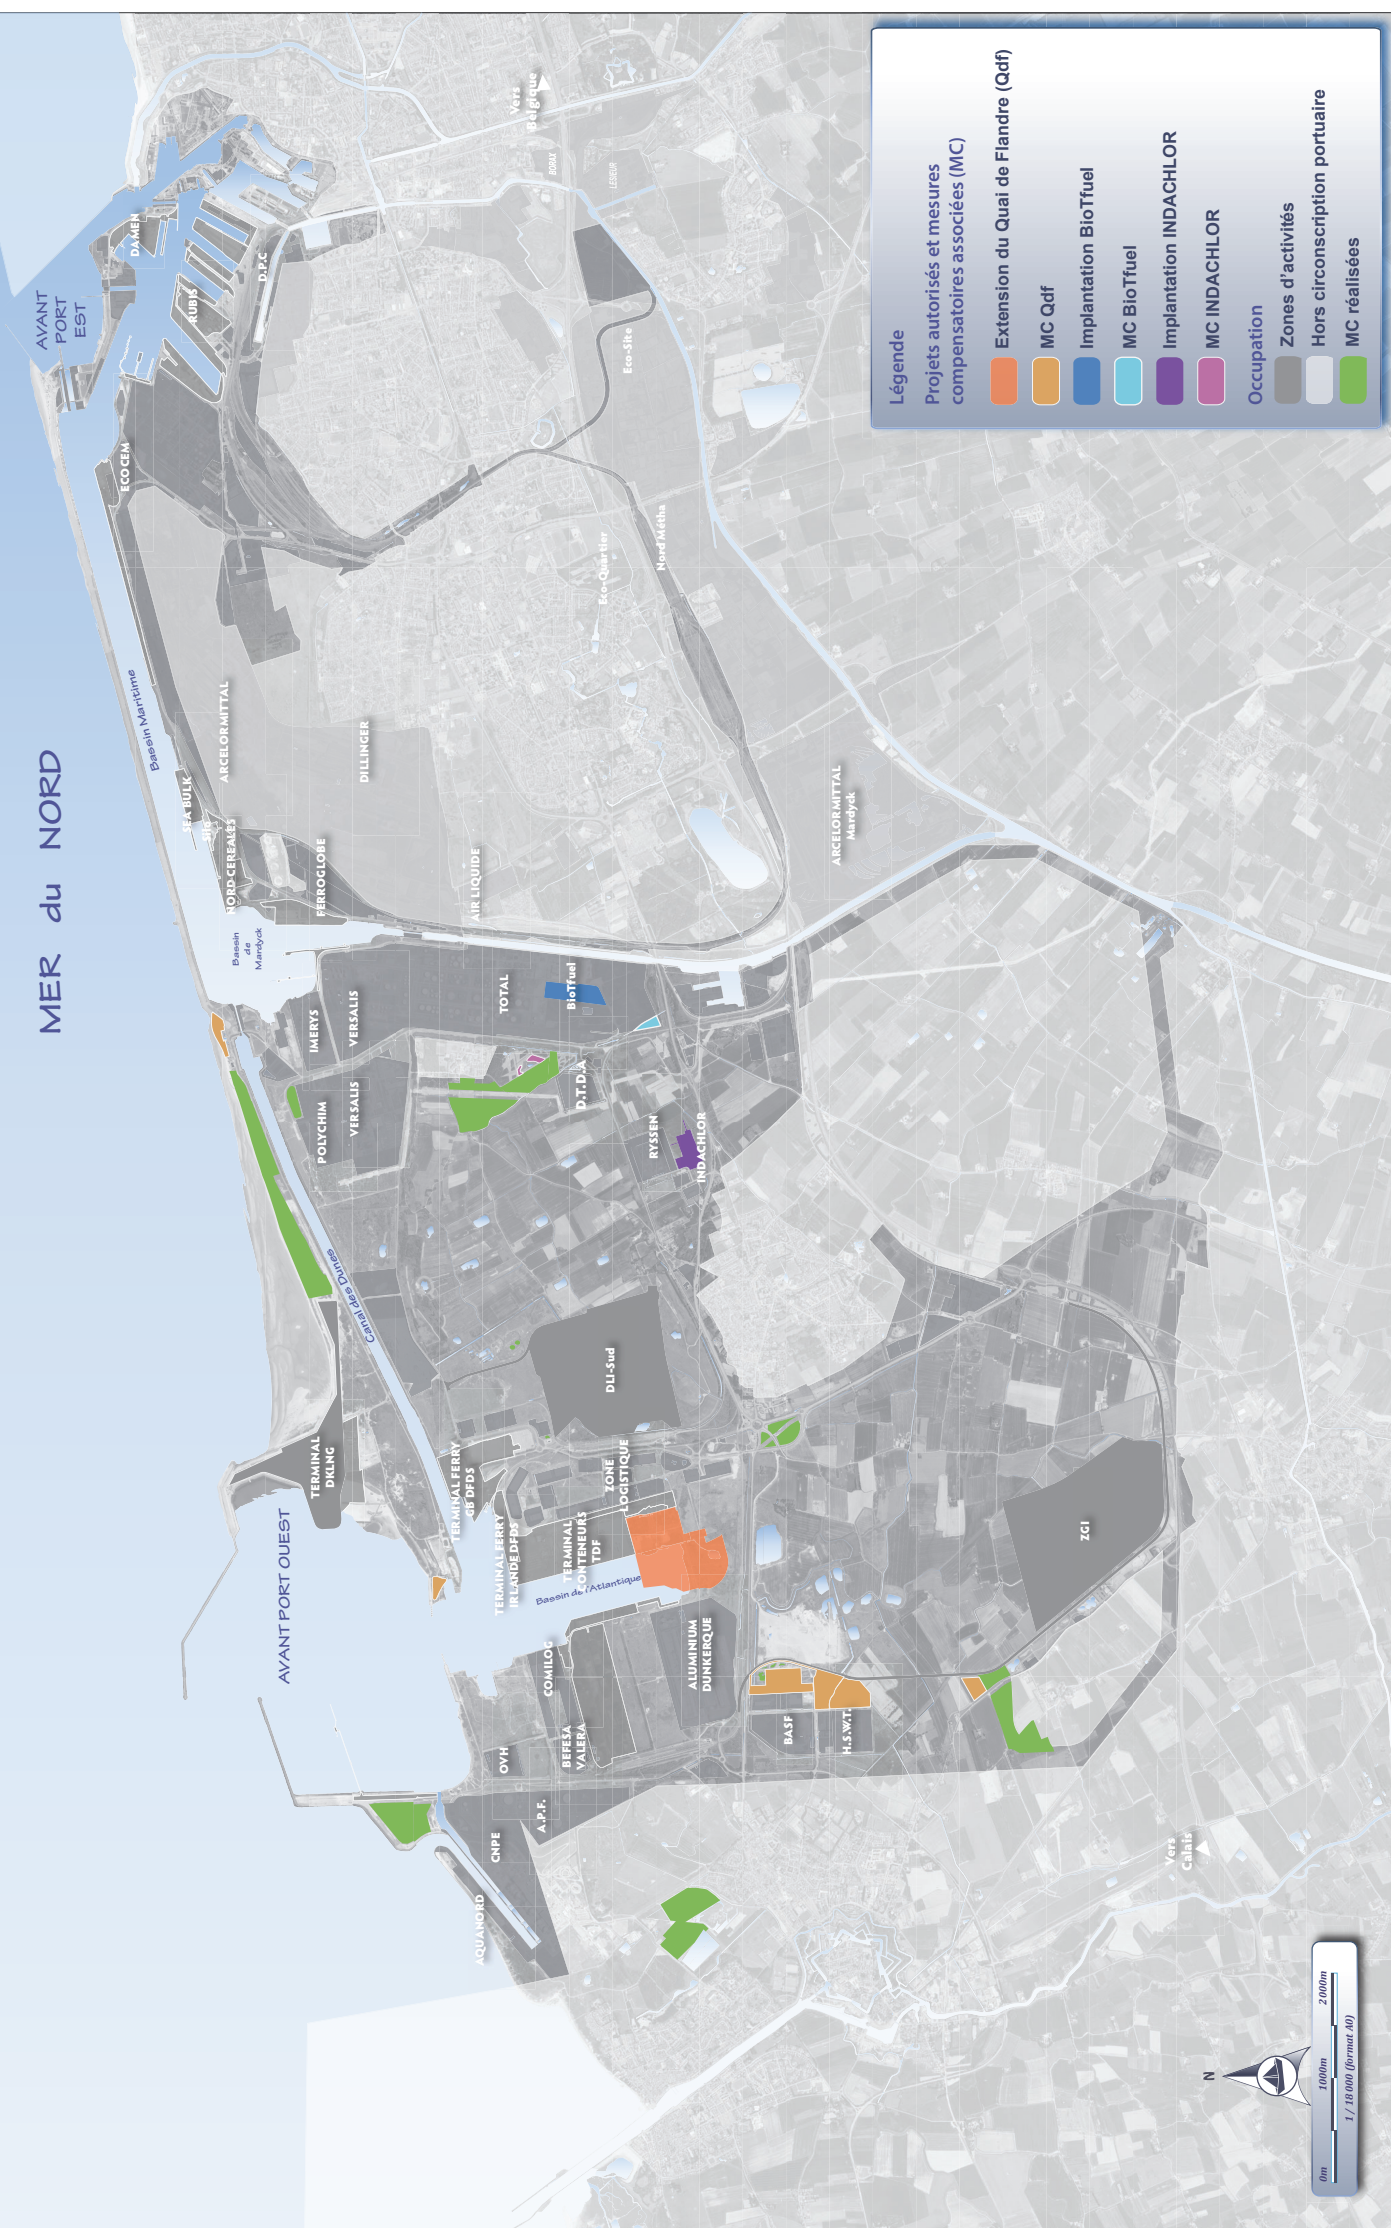 MER du NORD
AVANT
PORT
EST
DAMEN
RUBIS
D.P.C
ECOCEM
Bassin Maritime
ARCELORMITTAL
DILLINGER
SEA BULK
Silo
NORD CEREALES
FERROGLOBE
AIR LIQUIDE
Bassin
de
Mardyck
Vers
Belgique
BORAX
LESIEUR
Eco-Site
Nord Métha
Eco-Quartier
ARCELORMITTAL
Mardyck
IMERYS
VERSALIS
TOTAL
BioTfuel
POLYCHIM
VERSALIS
D.T.D.A
RYSSEN
INDACHLOR
Canal des Dunes
DLI-Sud
TERMINAL
DKLNG
AVANT PORT OUEST
TERMINAL FERRY
GB DFDS
TERMINAL FERRY
IRLANDE DFDS
ZONE
LOGISTIQUE
TERMINAL
CONTENEURS
TDF
Bassin de l'Atlantique
COMILOG
ALUMINIUM
DUNKERQUE
OVH
BEFESA
VALERA
BASF
H.S.W.T.
ZGI
A.P.F.
CNPE
AQUANORD
Vers
Calais
Légende
Projets autorisés et mesures
compensatoires associées (MC)
Extension du Quai de Flandre (Qdf)
MC Qdf
Implantation BioTfuel
MC BioTfuel
Implantation INDACHLOR
MC INDACHLOR
Occupation
Zones d'activités
Hors circonscription portuaire
MC réalisées
N
0m 1000m 2000m
1 / 18 000 (format A0)